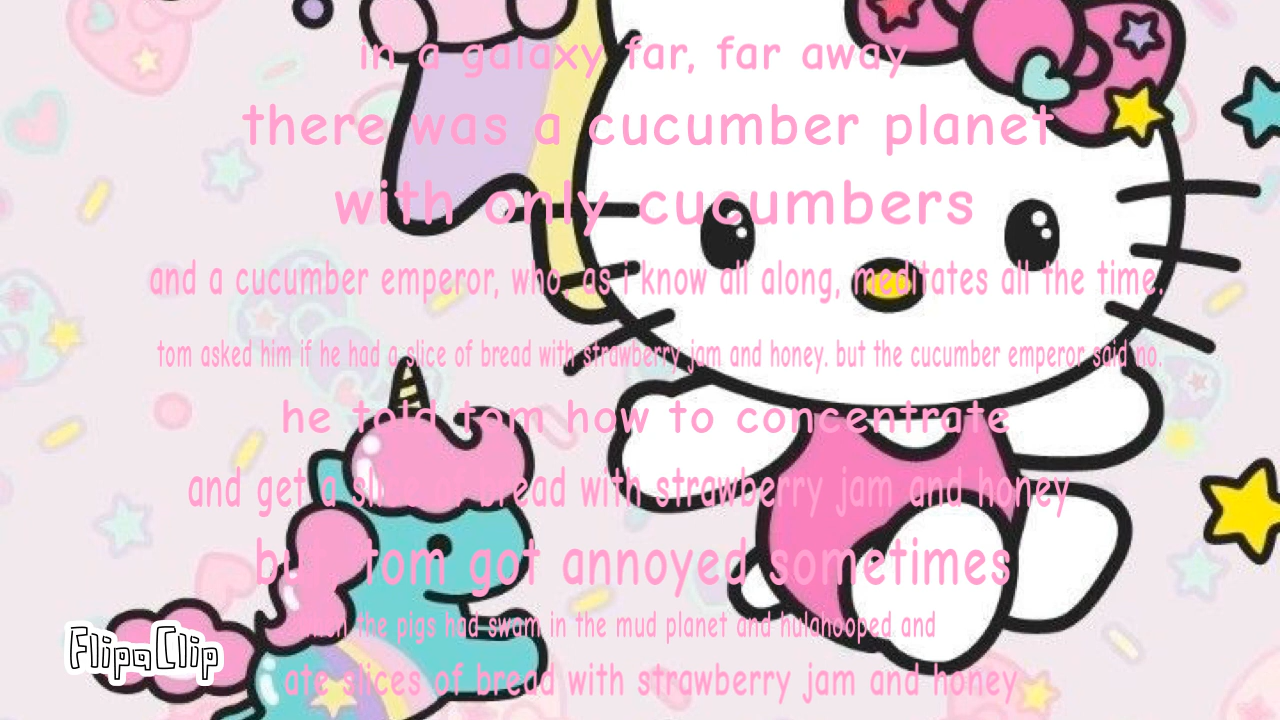 in a galaxy far, far away
there was a cucumber planet
with only cucumbers
and a cucumber emperor, who, as i know all along, meditates all the time.
tom asked him if he had a slice of bread with strawberry jam and honey. but the cucumber emperor said no.
he told tom how to concentrate
and get a slice of bread with strawberry jam and honey
but tom got annoyed sometimes
when the pigs had swam in the mud planet and hulahooped and
ate slices of bread with strawberry jam and honey
FlipaClip